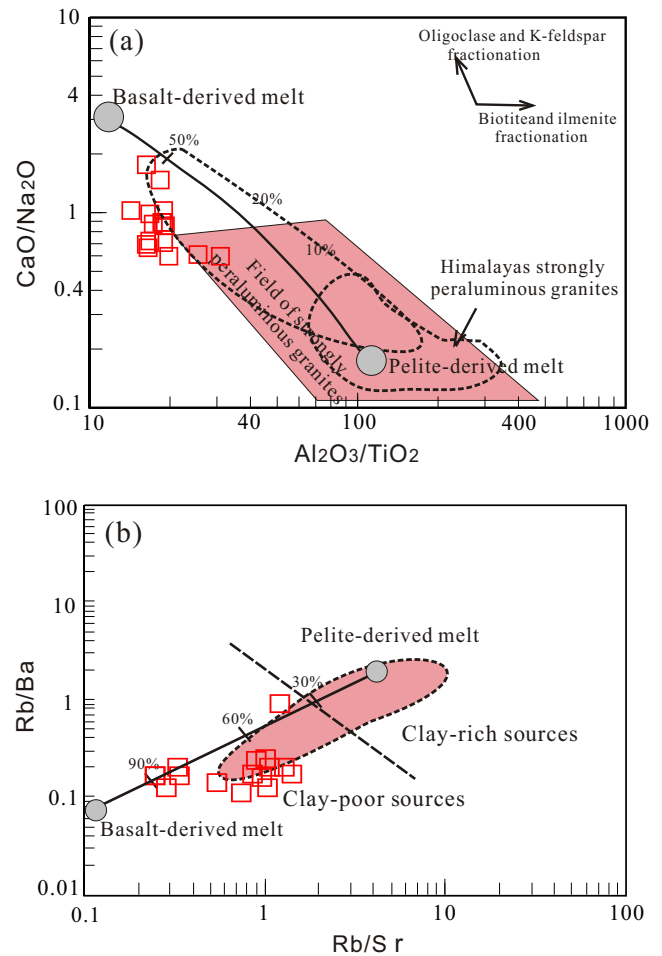 (a)
Oligoclase and K-feldspar
fractionation
Biotiteand ilmenite
fractionation
Basalt-derived melt
50%
20%
10%
Himalayas strongly
peraluminous granites
Field of strongly
peraluminous granites
Pelite-derived melt
CaO/Na2O
10
4
1
0.4
0.1
10
40
100
400
1000
Al2O3/TiO2
(b)
Pelite-derived melt
30%
60%
90%
Clay-rich sources
Clay-poor sources
Basalt-derived melt
Rb/Ba
100
10
1
0.1
0.01
0.1
1
10
100
Rb/S r